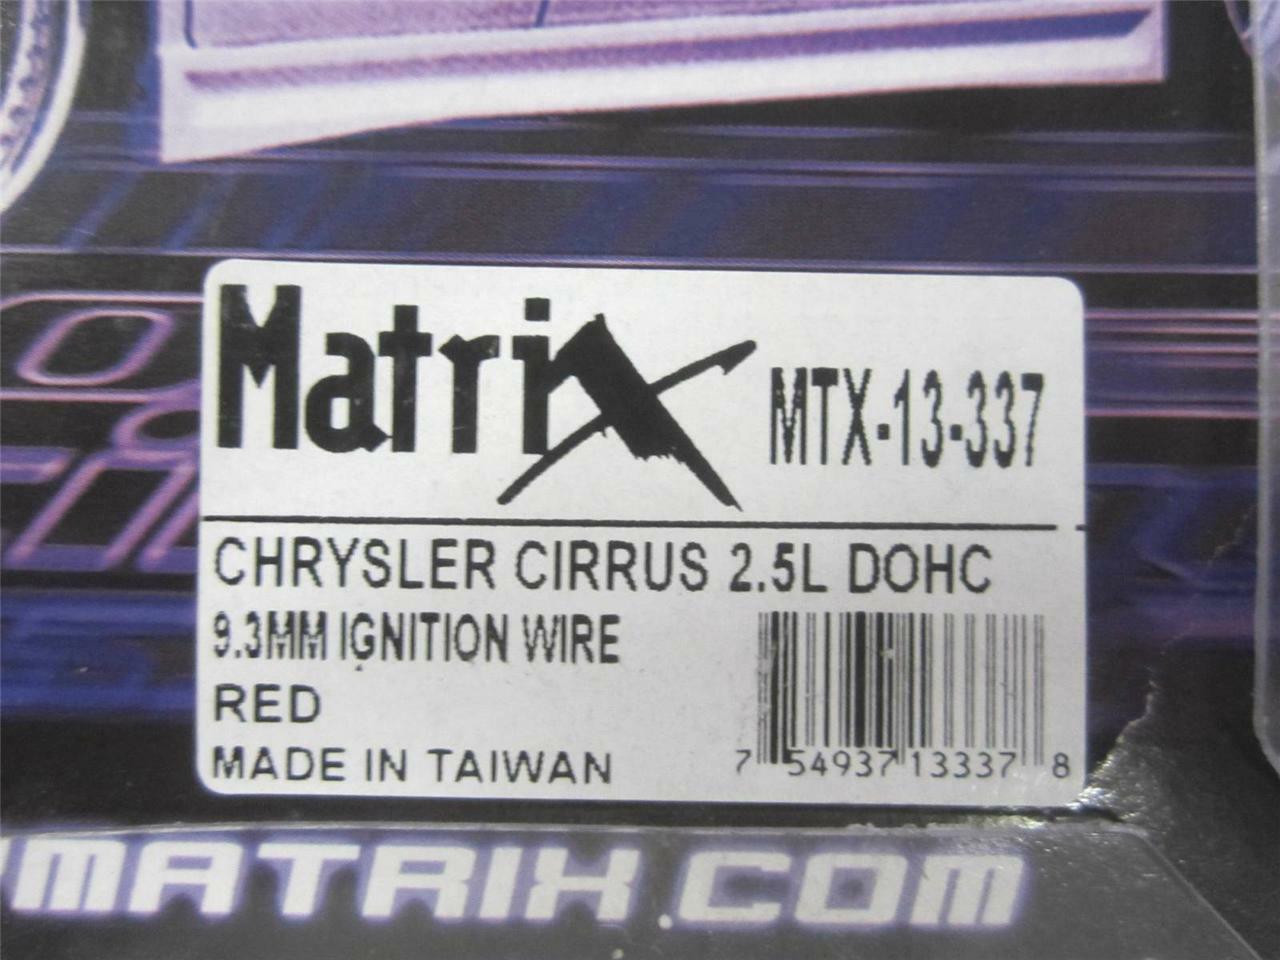 Matrix MTX-13-337
CHRYSLER CIRRUS 2.5L DOHC
9.3MM IGNITION WIRE
RED
MADE IN TAIWAN
7 54937 13337 8
MATRIX.COM